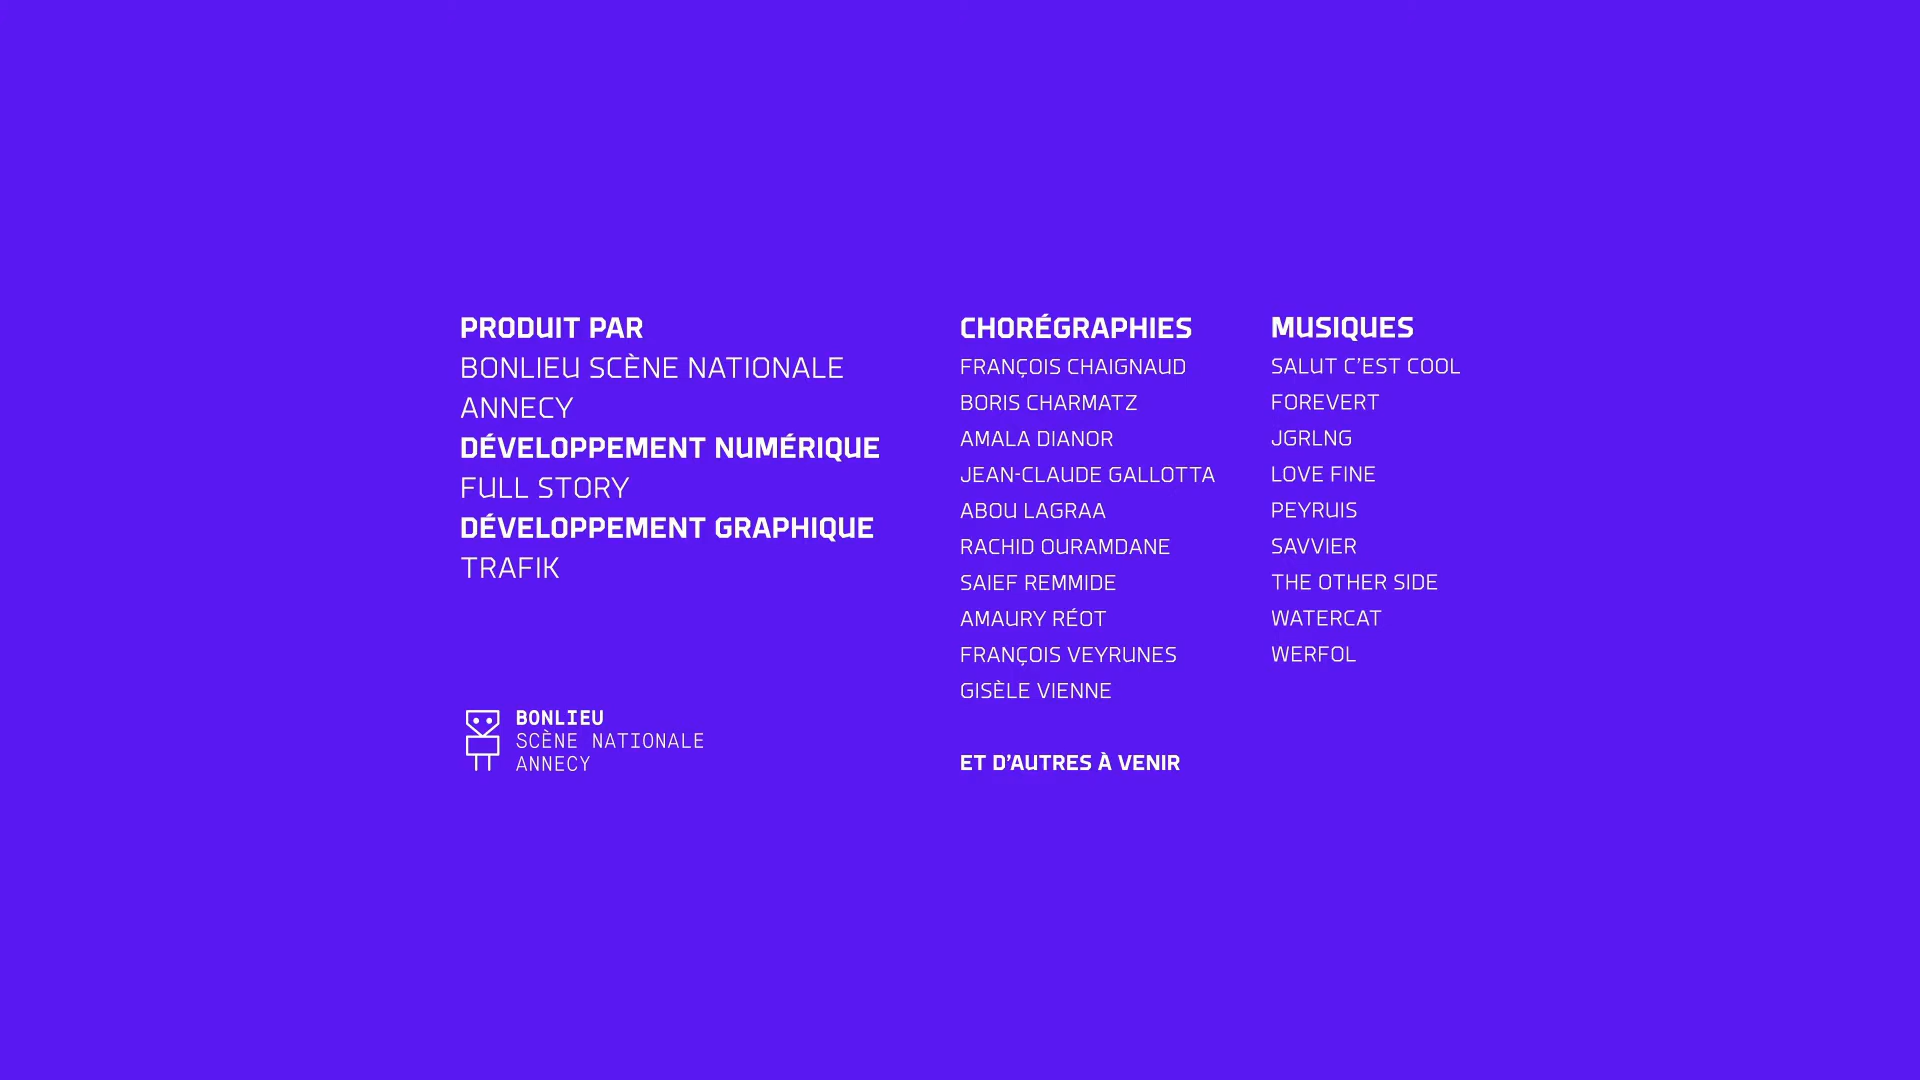 PRODUIT PAR
BONLIEU SCÈNE NATIONALE
ANNECY
DÉVELOPPEMENT NUMÉRIQUE
FULL STORY
DÉVELOPPEMENT GRAPHIQUE
TRAFIK
BONLIEU
SCÈNE NATIONALE
ANNECY
CHORÉGRAPHIES
FRANÇOIS CHAIGNAUD
BORIS CHARMATZ
AMALA DIANOR
JEAN-CLAUDE GALLOTTA
ABOU LAGRAA
RACHID OURAMDANE
SAIEF REMMIDE
AMAURY RÉOT
FRANÇOIS VEYRUNES
GISÈLE VIENNE
ET D’AUTRES À VENIR
MUSIQUES
SALUT C’EST COOL
FOREVERT
JGRLNG
LOVE FINE
PEYRUIS
SAVVIER
THE OTHER SIDE
WATERCAT
WERFOL